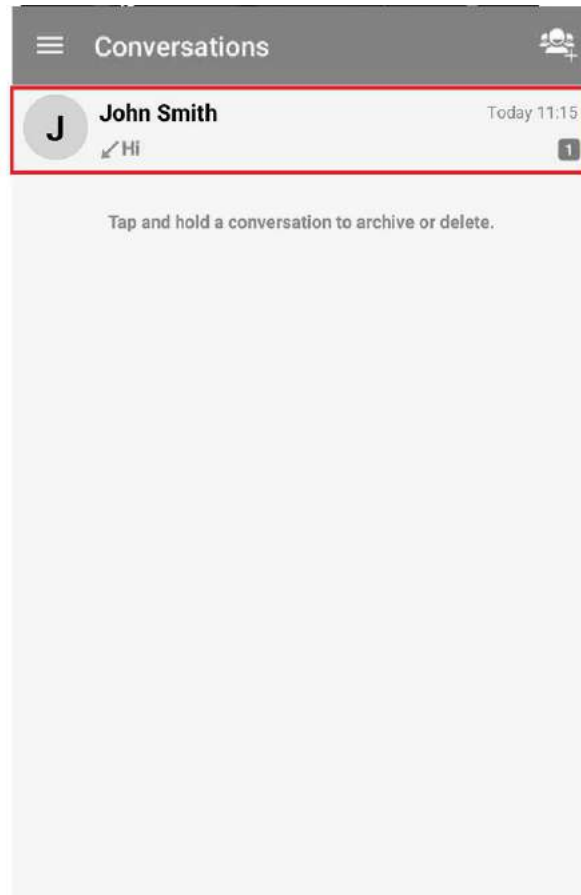 Conversations
J
John Smith
Today 11:15
Hi
1
Tap and hold a conversation to archive or delete.